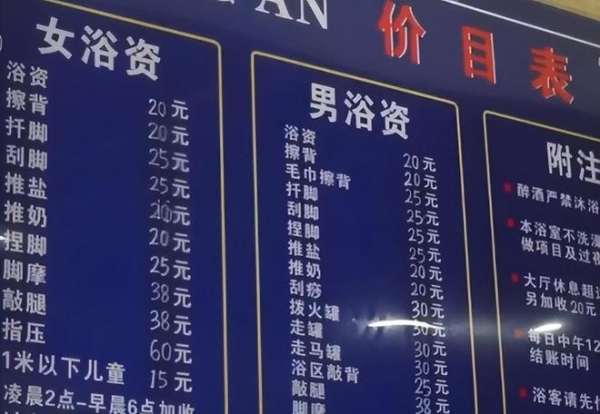 AN
价目表
女浴资
浴资 20元
擦背 20元
扦脚 25元
刮脚 25元
推盐 元
推奶 20元
捏脚 25元
脚摩 38元
敲腿 38元
指压 60元
1米以下儿童 15元
凌晨2点-早晨6点加收
男浴资
浴资 20元
擦背 20元
毛巾擦背 25元
扦脚 25元
刮脚 25元
推盐 25元
推奶 20元
刮痧 35元
拨火罐 30元
走罐 30元
走马罐 30元
浴区敲背 30元
敲腿 25元
脚摩 38元
附注
醉酒严禁沐浴
本浴室不洗
做项目及过夜
大厅休息超
另加收20元
每日中午12
结账时间
浴客请先